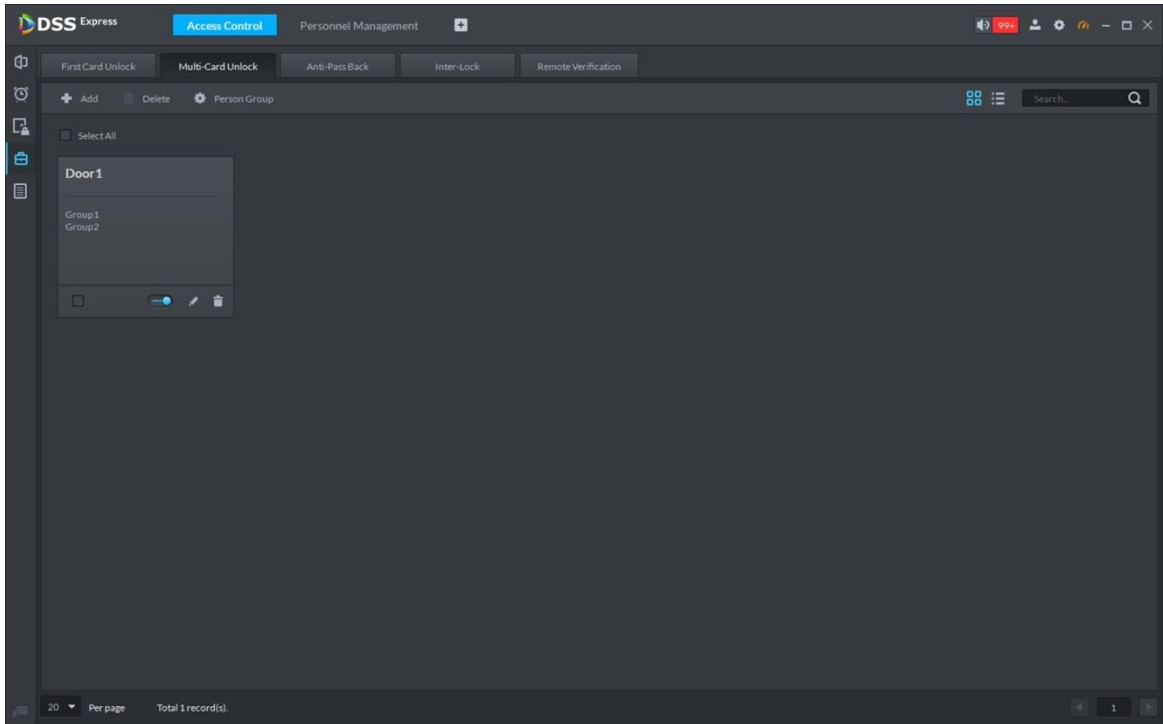 DSS Express Access Control Personnel Management 99+
First Card Unlock Multi-Card Unlock Anti-Pass Back Inter-Lock Remote Verification
Add Delete Person Group Search...
Select All
Door1
Group1
Group2
20 Per page Total 1 record(s). 1